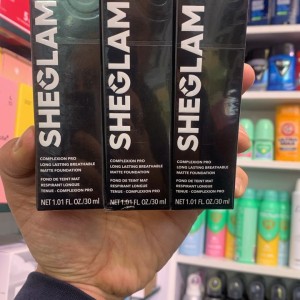 SHEGLAM
COMPLEXION PRO
LONG LASTING BREATHABLE
MATTE FOUNDATION
FOND DE TEINT MAT
RESPIRANT LONGUE
TENUE - COMPLEXION PRO
NET 1.01 FL.OZ/30 ml
SHEGLAM
COMPLEXION PRO
LONG LASTING BREATHABLE
MATTE FOUNDATION
FOND DE TEINT MAT
RESPIRANT LONGUE
TENUE - COMPLEXION PRO
NET 1.01 FL.OZ/30 ml
SHEGLAM
COMPLEXION PRO
LONG LASTING BREATHABLE
MATTE FOUNDATION
FOND DE TEINT MAT
RESPIRANT LONGUE
TENUE - COMPLEXION PRO
NET 1.01 FL.OZ/30 ml